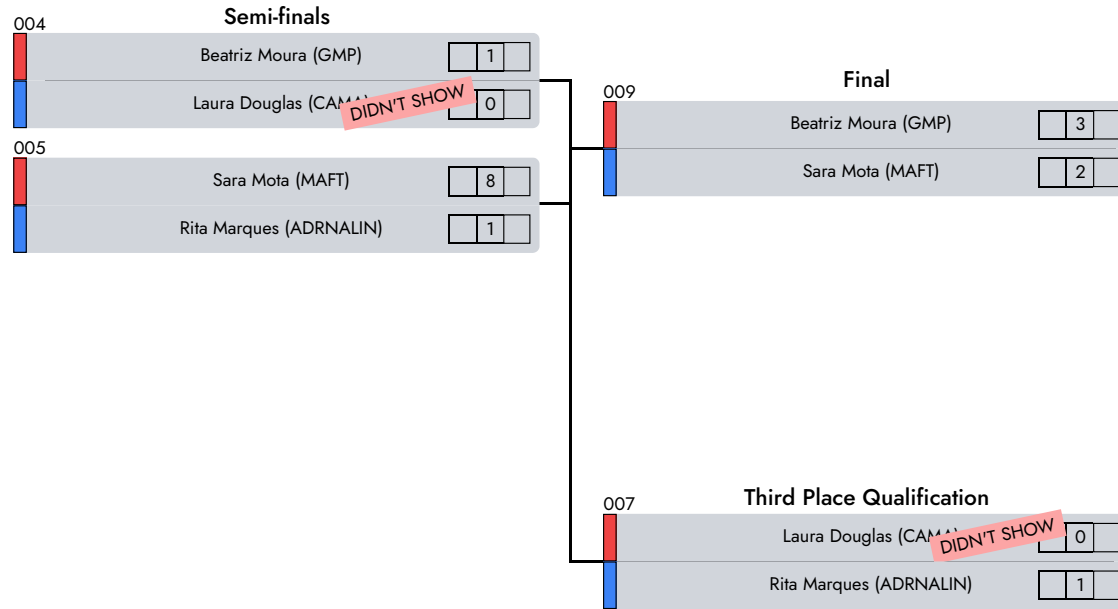 Semi-finals
004
Beatriz Moura (GMP) 1
Laura Douglas DIDN'T SHOW 0
005
Sara Mota (MAFT) 8
Rita Marques (ADRNALIN) 1
Final
009
Beatriz Moura (GMP) 3
Sara Mota (MAFT) 2
Third Place Qualification
007
Laura Douglas DIDN'T SHOW 0
Rita Marques (ADRNALIN) 1